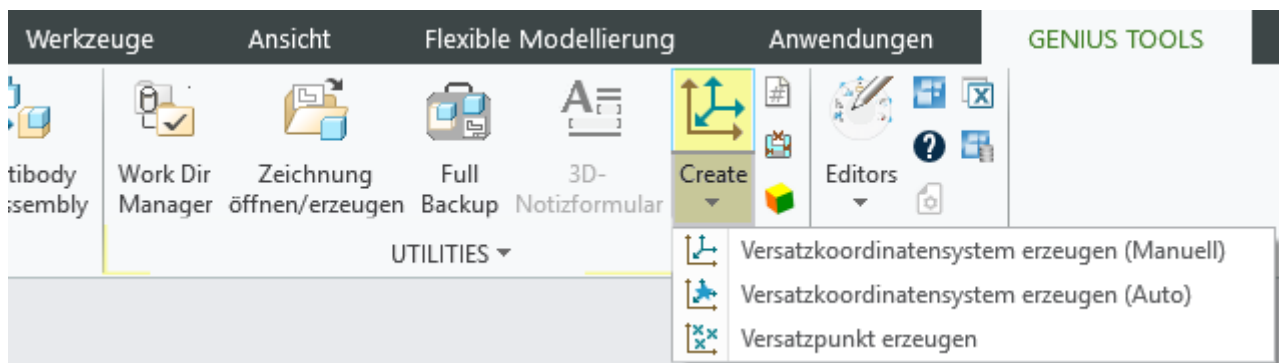 Werkzeuge Ansicht Flexible Modellierung Anwendungen GENIUS TOOLS
tibody Work Dir Zeichnung Full 3D- Create Editors
ssembly Manager öffnen/erzeugen Backup Notizformular
UTILITIES
Versatzkoordinatensystem erzeugen (Manuell)
Versatzkoordinatensystem erzeugen (Auto)
Versatzpunkt erzeugen